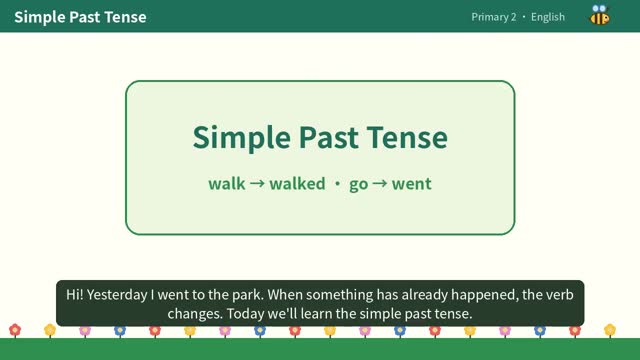 Simple Past Tense
Primary 2 • English
Simple Past Tense
walk → walked • go → went
Hi! Yesterday I went to the park. When something has already happened, the verb
changes. Today we'll learn the simple past tense.